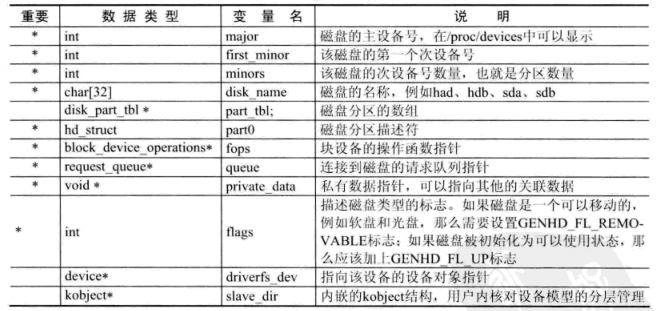 重要 数据类型 变量名 说明
* int major 磁盘的主设备号，在/proc/devices中可以显示
* int first_minor 该磁盘的第一个次设备号
* int minors 该磁盘的次设备号数量，也就是分区数量
* char[32] disk_name 磁盘的名称，例如had、hdb、sda、sdb
disk_part_tbl * part_tbl; 磁盘分区的数组
* hd_struct part0 磁盘分区描述符
* block_device_operations* fops 块设备的操作函数指针
* request_queue* queue 连接到磁盘的请求队列指针
* void * private_data 私有数据指针，可以指向其他的关联数据
* int flags 描述磁盘类型的标志。如果磁盘是一个可以移动的，
例如软盘和光盘，那么需要设置GENHD_FL_REMO-
VABLE标志；如果磁盘被初始化为可以使用状态，那
么应该加上GENHD_FL_UP标志
device* driverfs_dev 指向该设备的设备对象指针
kobject* slave_dir 内嵌的kobject结构，用户内核对设备模型的分层管理